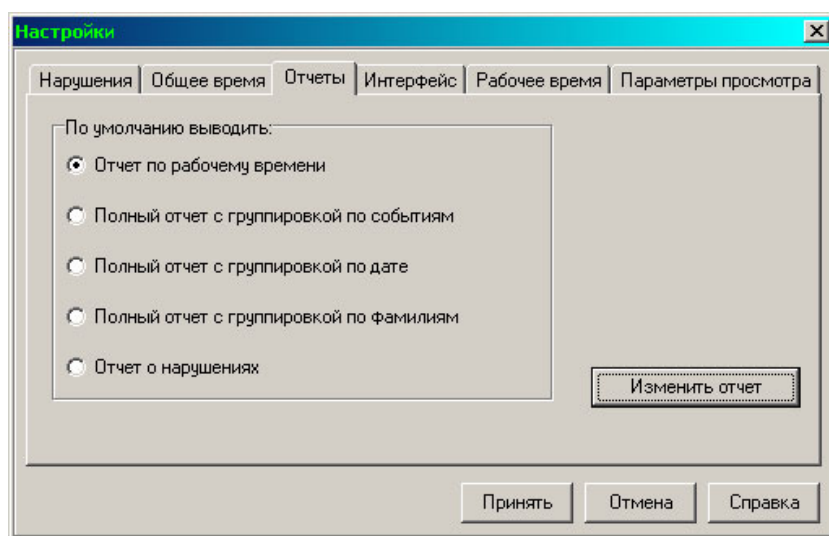 Настройки
Нарушения Общее время Отчеты Интерфейс Рабочее время Параметры просмотра
По умолчанию выводить:
Отчет по рабочему времени
Полный отчет с группировкой по событиям
Полный отчет с группировкой по дате
Полный отчет с группировкой по фамилиям
Отчет о нарушениях
Изменить отчет
Принять Отмена Справка